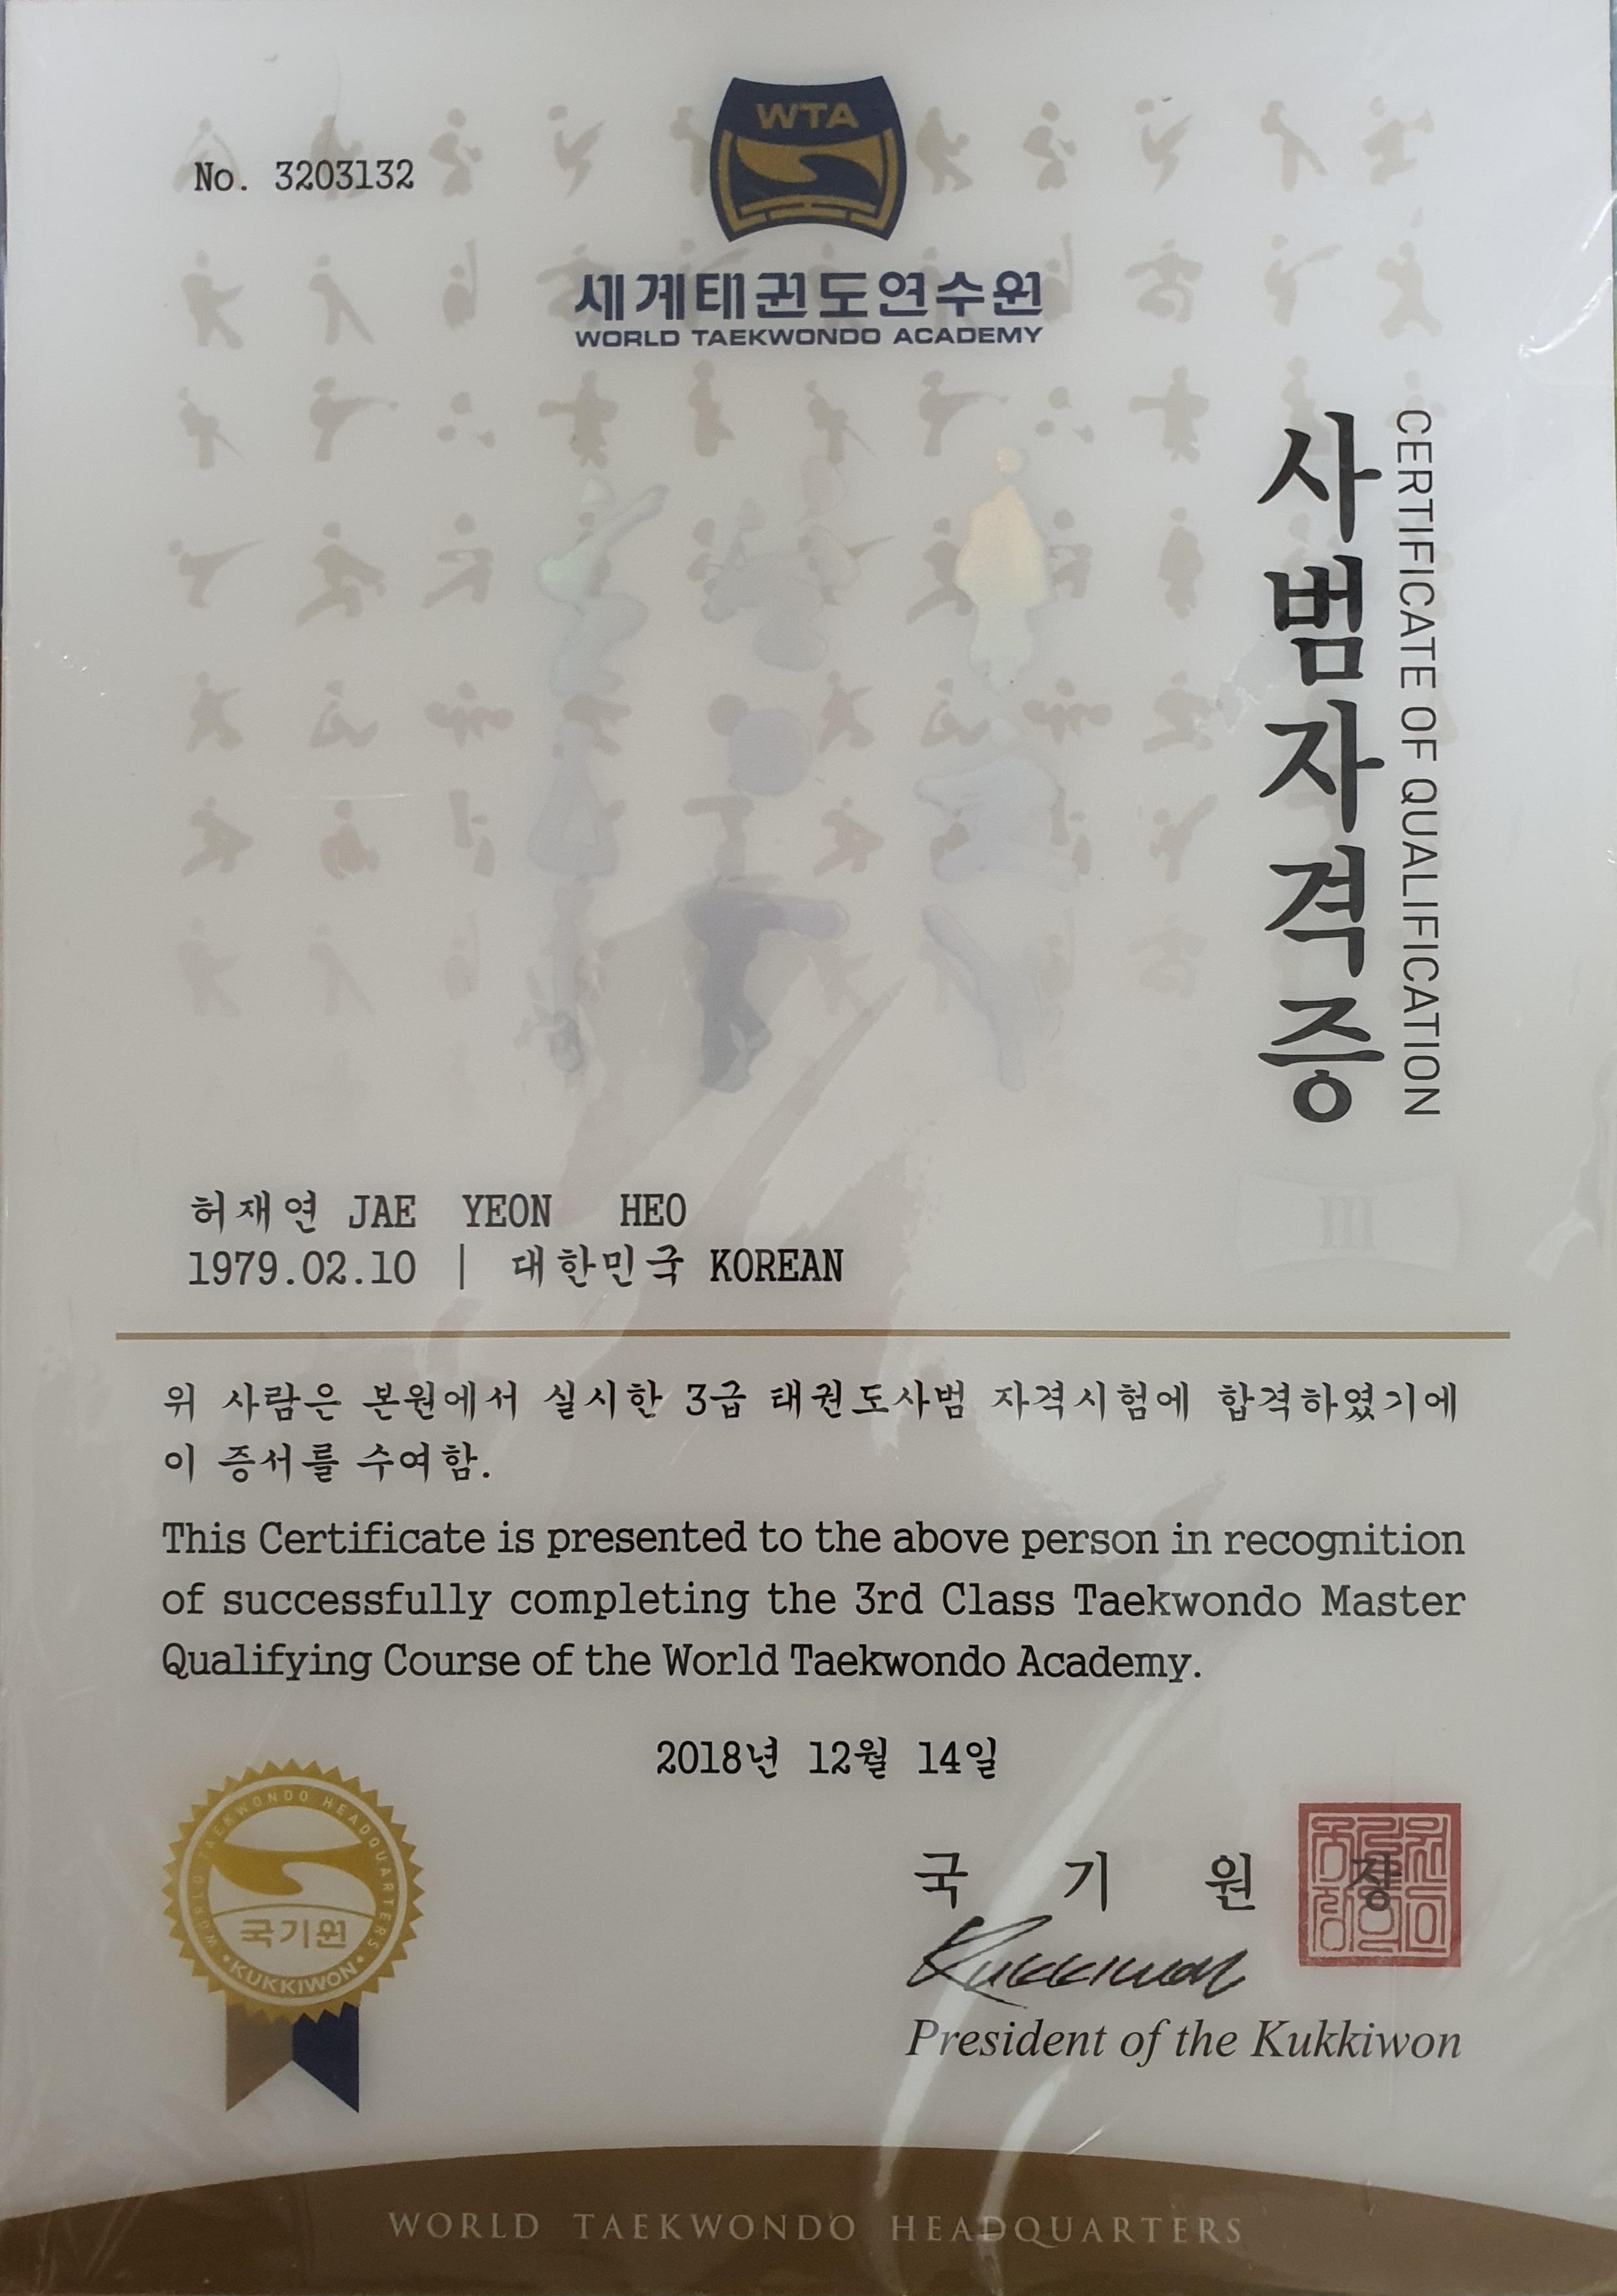 No. 3203132
WTA
세계태권도연수원
WORLD TAEKWONDO ACADEMY
사범자격증
CERTIFICATE OF QUALIFICATION
III
허재연 JAE YEON HEO
1979.02.10 | 대한민국 KOREAN
위 사람은 본원에서 실시한 3급 태권도사범 자격시험에 합격하였기에
이 증서를 수여함.
This Certificate is presented to the above person in recognition
of successfully completing the 3rd Class Taekwondo Master
Qualifying Course of the World Taekwondo Academy.
2018년 12월 14일
WORLD TAEKWONDO HEADQUARTERS
국기원
KUKKIWON
국 기 원 장
Kukkiwon
President of the Kukkiwon
WORLD TAEKWONDO HEADQUARTERS